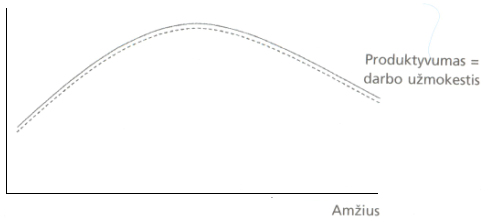 Produktyvumas =
darbo užmokestis
Amžius